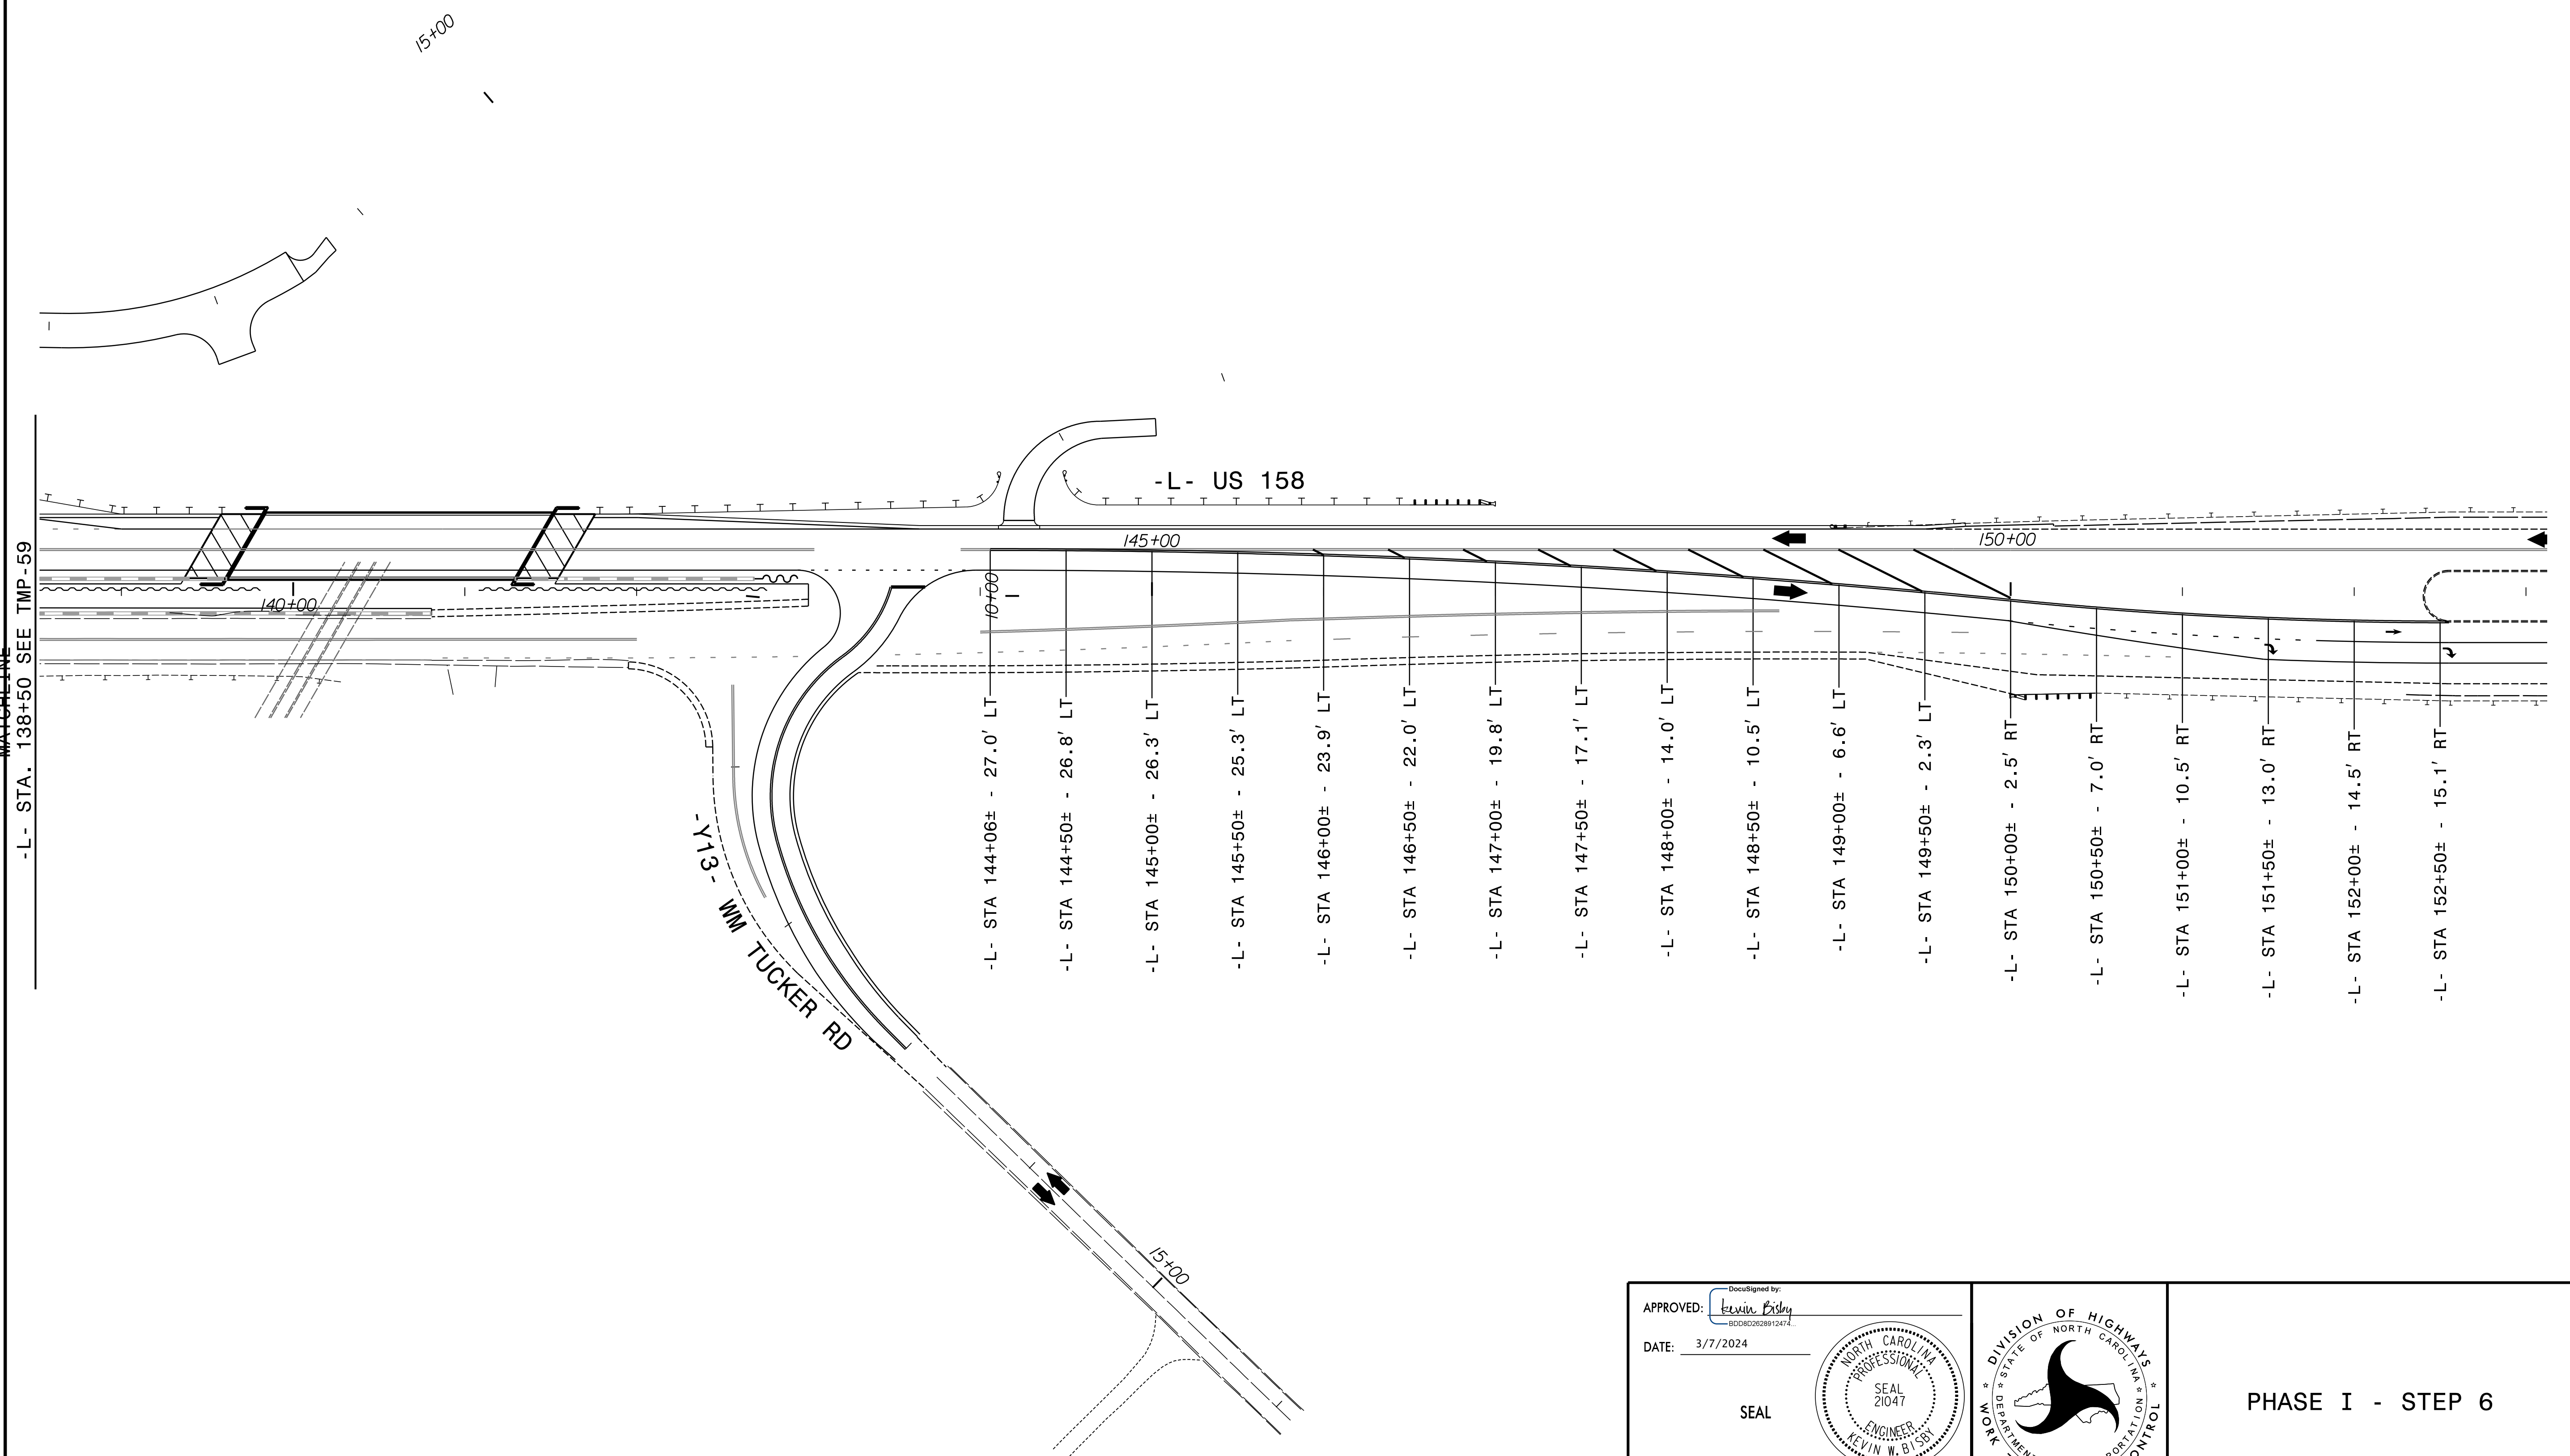 15+00
-L- US 158
145+00
150+00
140+00
10+00
MATCHLINE
-L- STA. 138+50 SEE TMP-59
-L- STA 144+06± - 27.0' LT
-L- STA 144+50± - 26.8' LT
-L- STA 145+00± - 26.3' LT
-L- STA 145+50± - 25.3' LT
-L- STA 146+00± - 23.9' LT
-L- STA 146+50± - 22.0' LT
-L- STA 147+00± - 19.8' LT
-L- STA 147+50± - 17.1' LT
-L- STA 148+00± - 14.0' LT
-L- STA 148+50± - 10.5' LT
-L- STA 149+00± - 6.6' LT
-L- STA 149+50± - 2.3' LT
-L- STA 150+00± - 2.5' RT
-L- STA 150+50± - 7.0' RT
-L- STA 151+00± - 10.5' RT
-L- STA 151+50± - 13.0' RT
-L- STA 152+00± - 14.5' RT
-L- STA 152+50± - 15.1' RT
-Y13- WM TUCKER RD
15+00
DocuSigned by:
APPROVED: Kevin Bisby
BDD8D2628912474...
DATE: 3/7/2024
SEAL
NORTH CAROLINA
PROFESSIONAL
SEAL
21047
ENGINEER
KEVIN W. BISBY
DIVISION OF HIGHWAYS
STATE OF NORTH CAROLINA
WORK
PHASE I - STEP 6